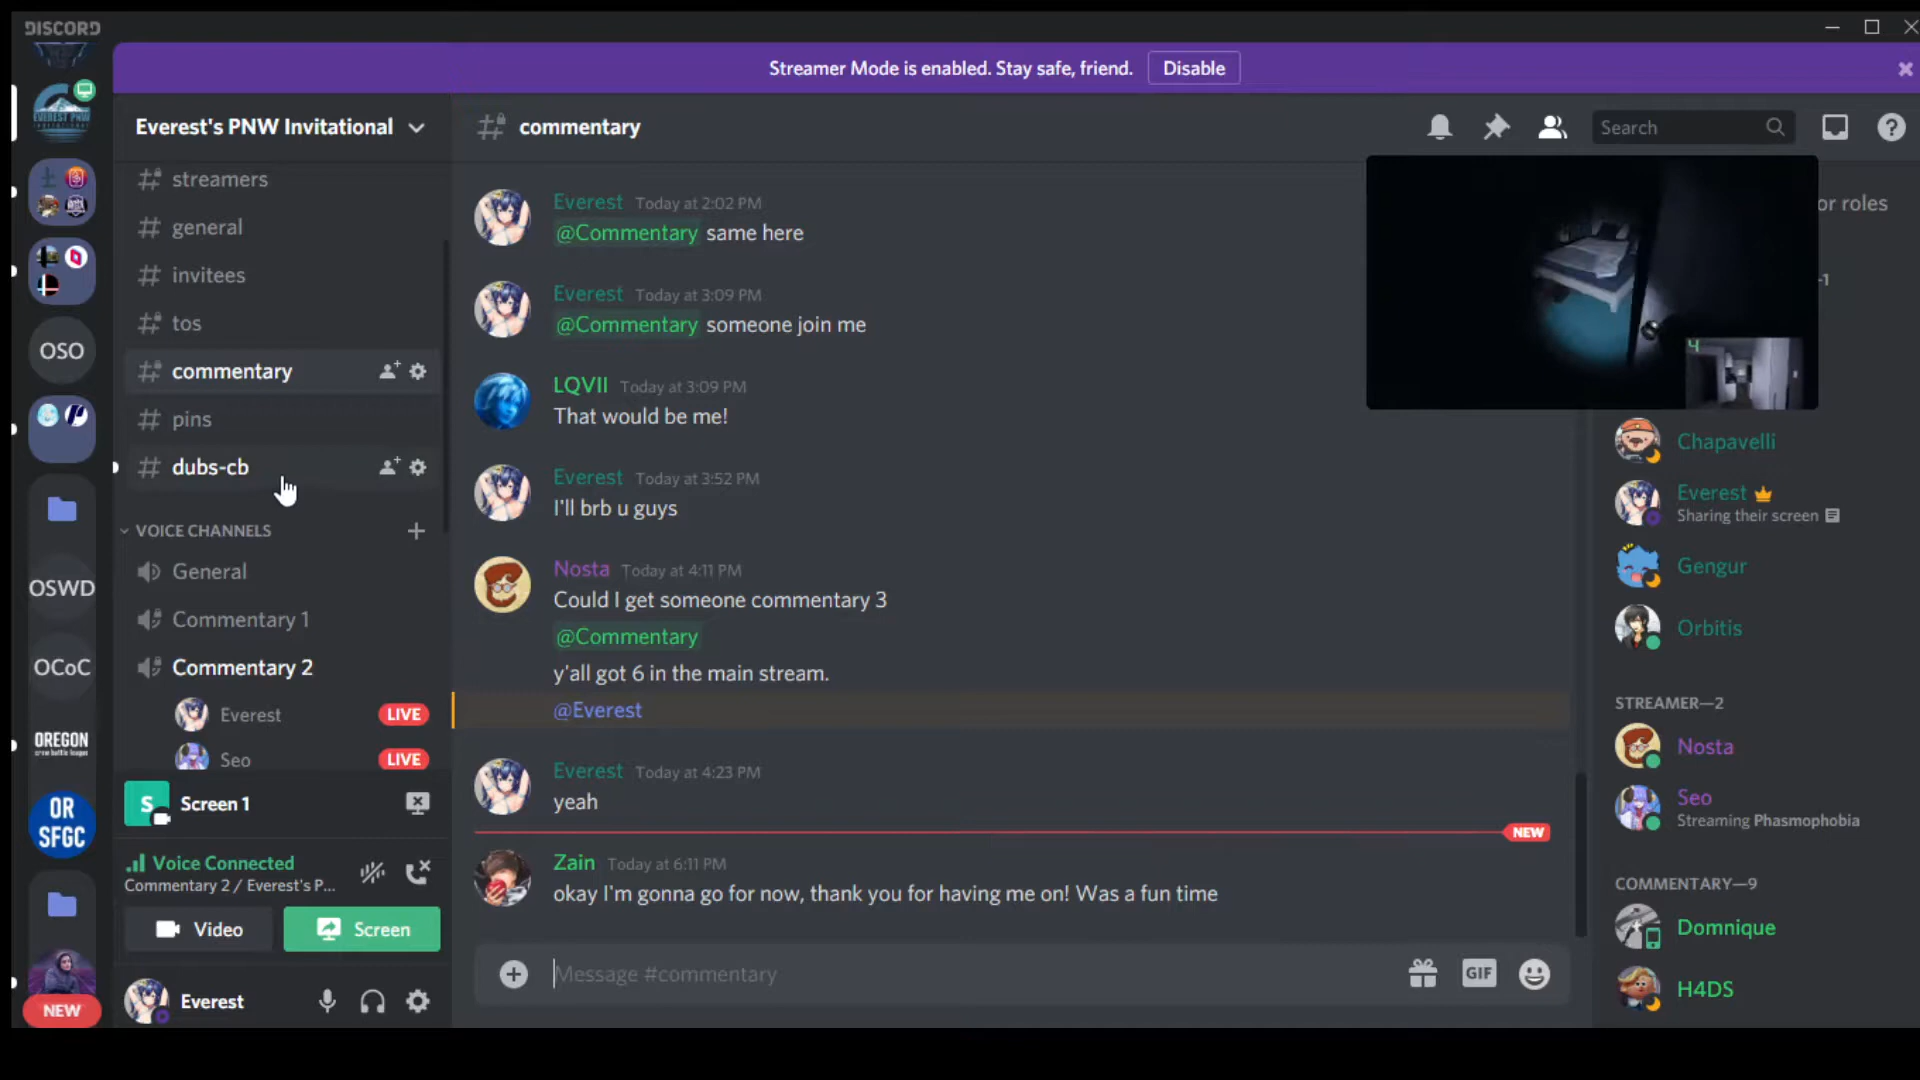 DISCORD
Streamer Mode is enabled. Stay safe, friend.
Disable
Everest's PNW Invitational
commentary
Search
streamers
general
invitees
tos
commentary
pins
dubs-cb
VOICE CHANNELS
General
Commentary 1
Commentary 2
Everest
LIVE
Seo
LIVE
Screen 1
Voice Connected
Commentary 2 / Everest's P...
Video
Screen
Everest
EVEREST PNW
OSO
OSWD
OCoC
OREGON
OR
SFGC
NEW
Everest Today at 2:02 PM
@Commentary same here
Everest Today at 3:09 PM
@Commentary someone join me
LQVII Today at 3:09 PM
That would be me!
Everest Today at 3:52 PM
I'll brb u guys
Nosta Today at 4:11 PM
Could I get someone commentary 3
@Commentary
y'all got 6 in the main stream.
@Everest
Everest Today at 4:23 PM
yeah
NEW
Zain Today at 6:11 PM
okay I'm gonna go for now, thank you for having me on! Was a fun time
Message #commentary
GIF
or roles
-1
4
Chapavelli
Everest
Sharing their screen
Gengur
Orbitis
STREAMER—2
Nosta
Seo
Streaming Phasmophobia
COMMENTARY—9
Domnique
H4DS